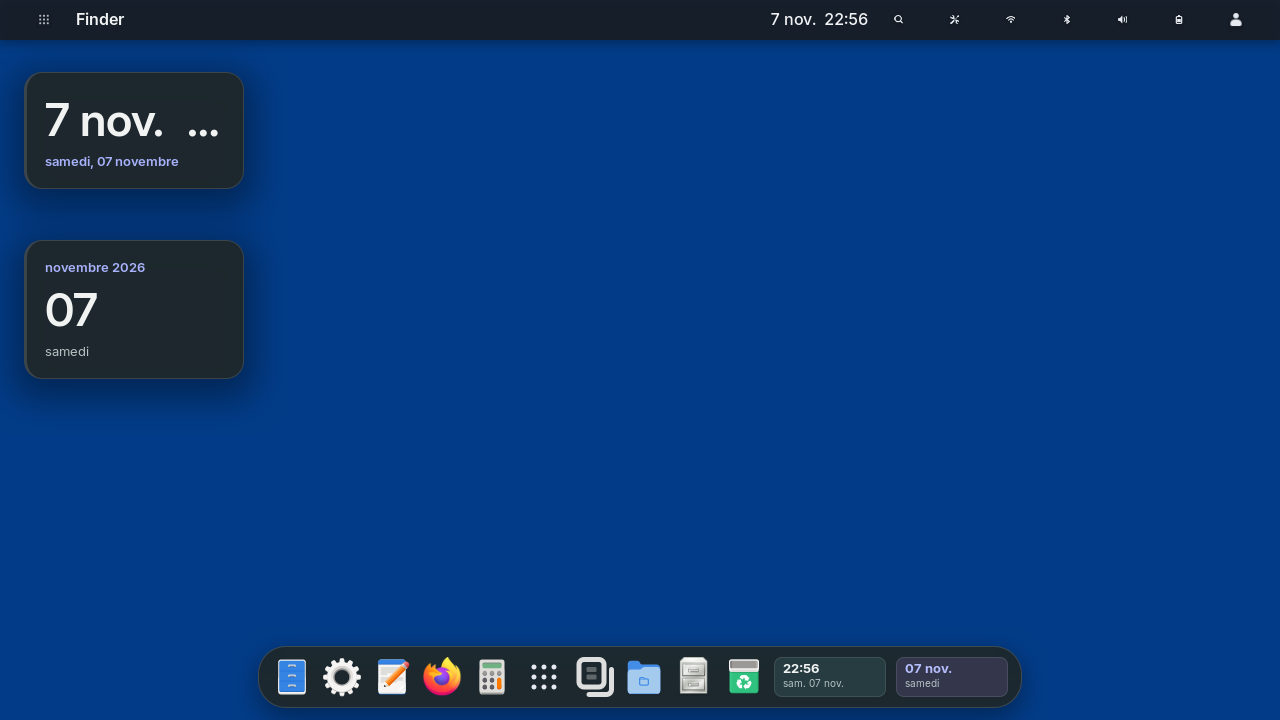 Finder
7 nov.  22:56
7 nov.  ...
samedi, 07 novembre
novembre 2026
07
samedi
22:56
sam. 07 nov.
07 nov.
samedi